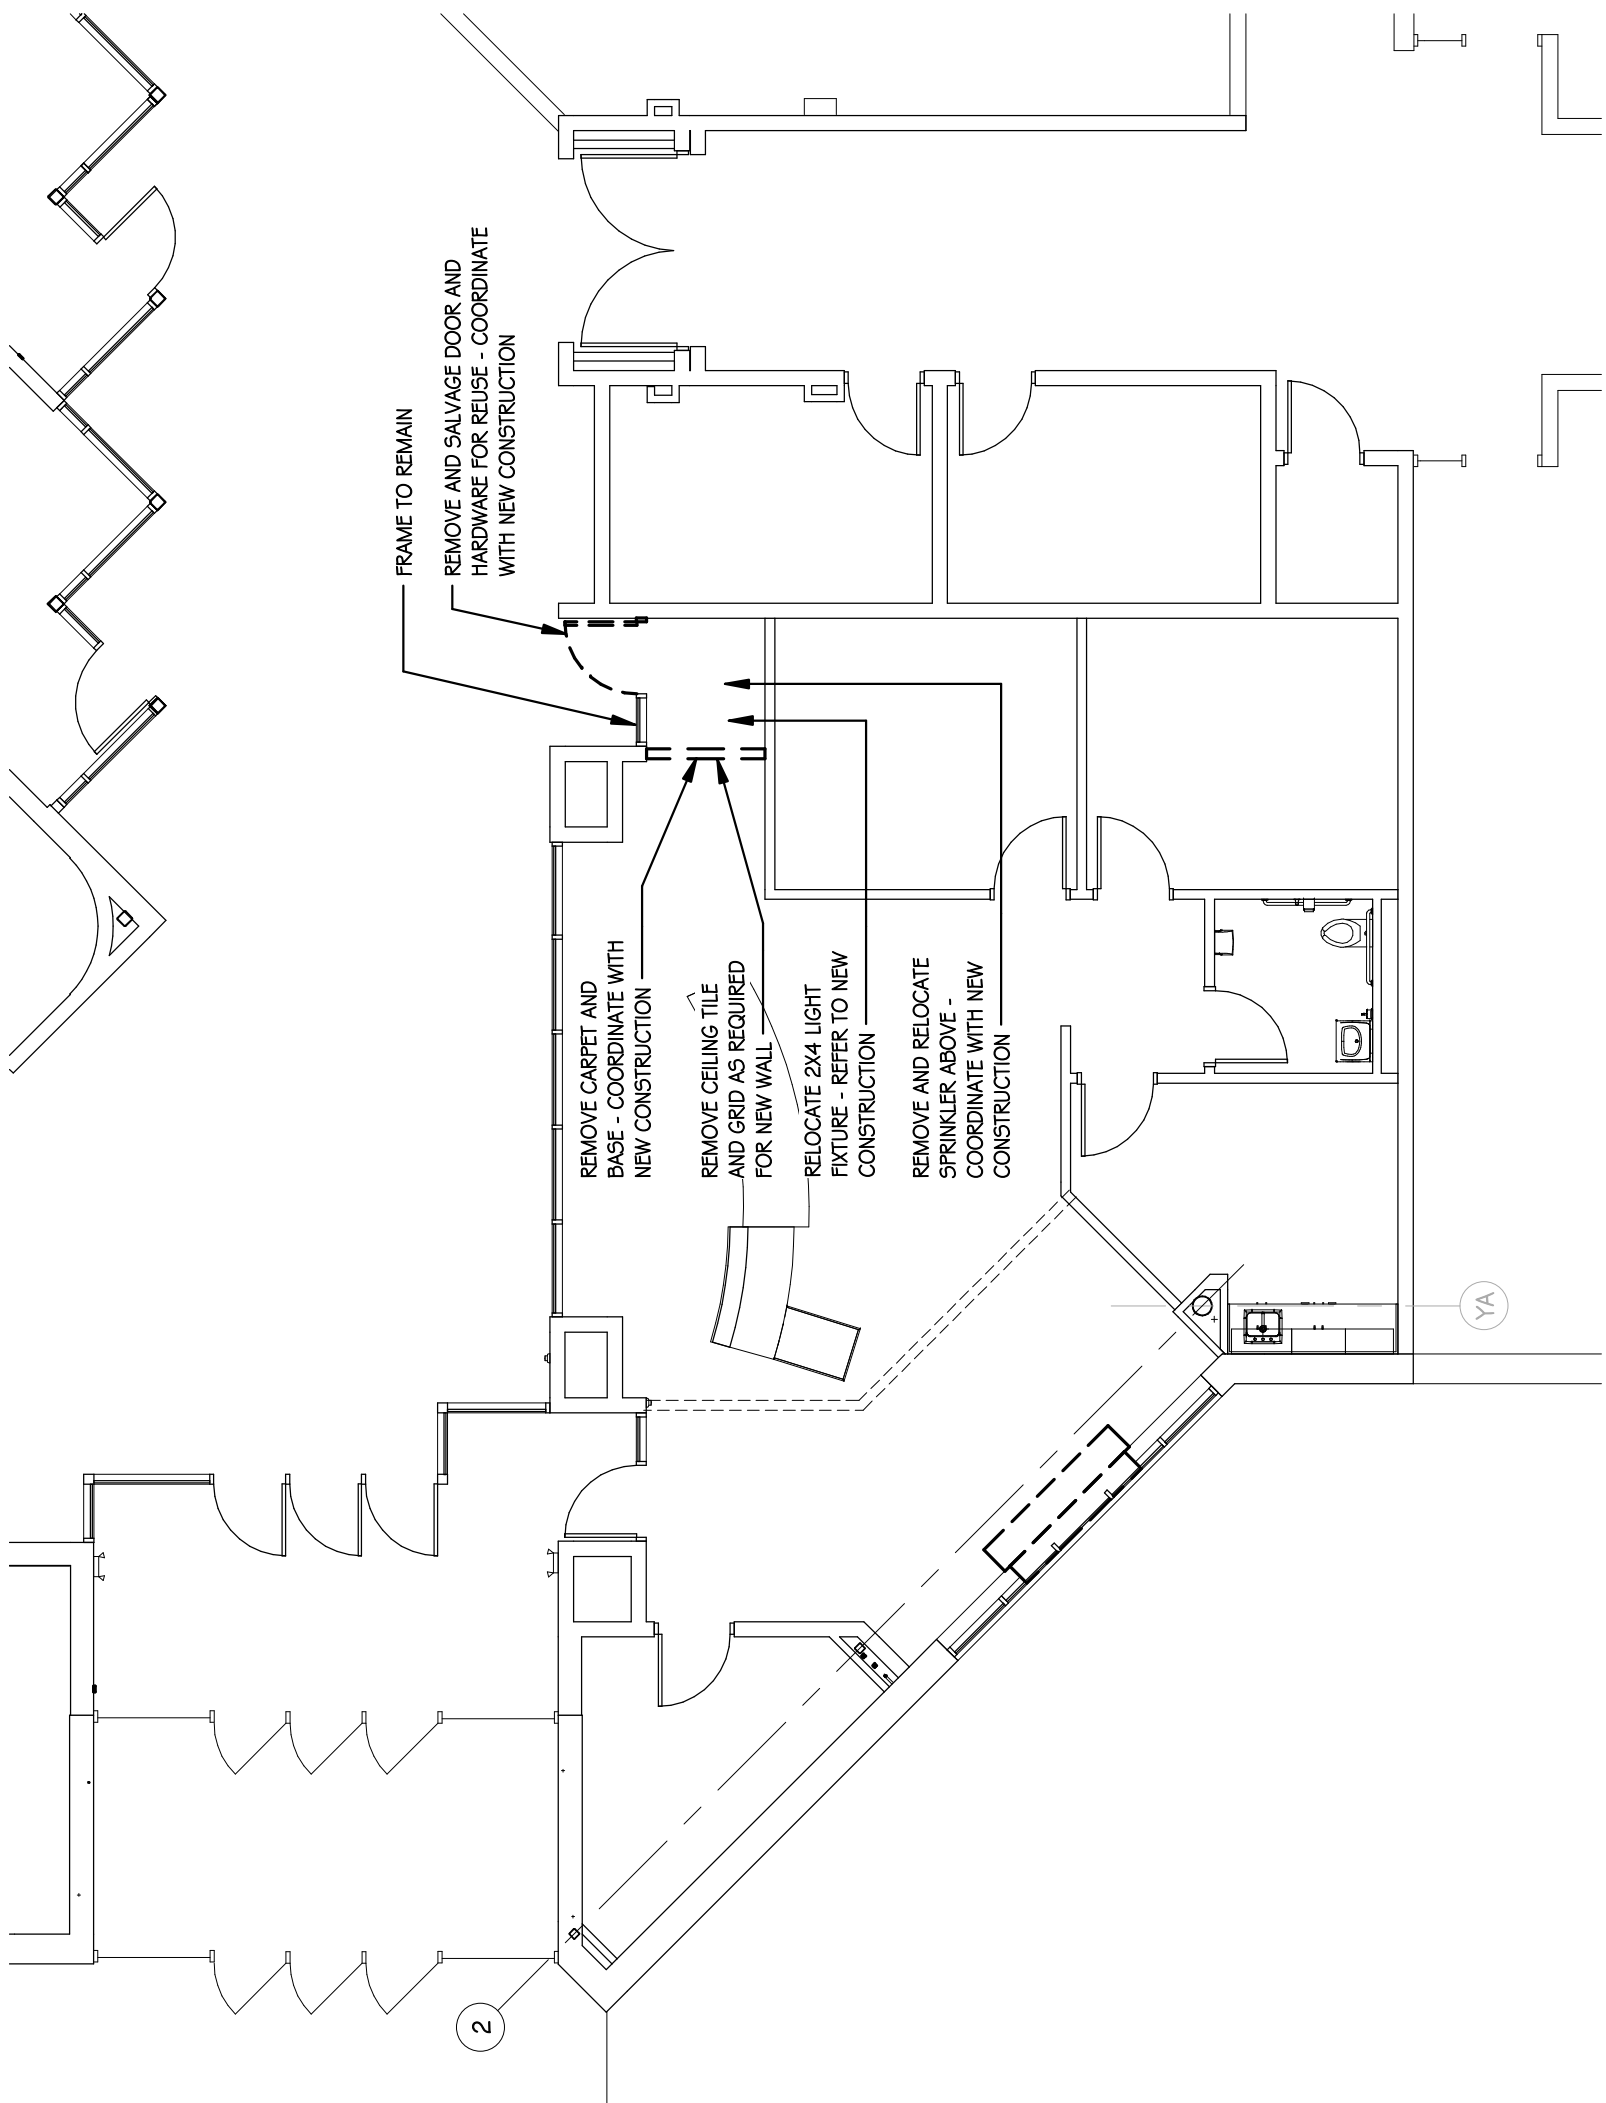 FRAME TO REMAIN
REMOVE AND SALVAGE DOOR AND
HARDWARE FOR REUSE - COORDINATE
WITH NEW CONSTRUCTION
REMOVE CARPET AND
BASE - COORDINATE WITH
NEW CONSTRUCTION
REMOVE CEILING TILE
AND GRID AS REQUIRED
FOR NEW WALL
RELOCATE 2X4 LIGHT
FIXTURE - REFER TO NEW
CONSTRUCTION
REMOVE AND RELOCATE
SPRINKLER ABOVE -
COORDINATE WITH NEW
CONSTRUCTION
2
YA